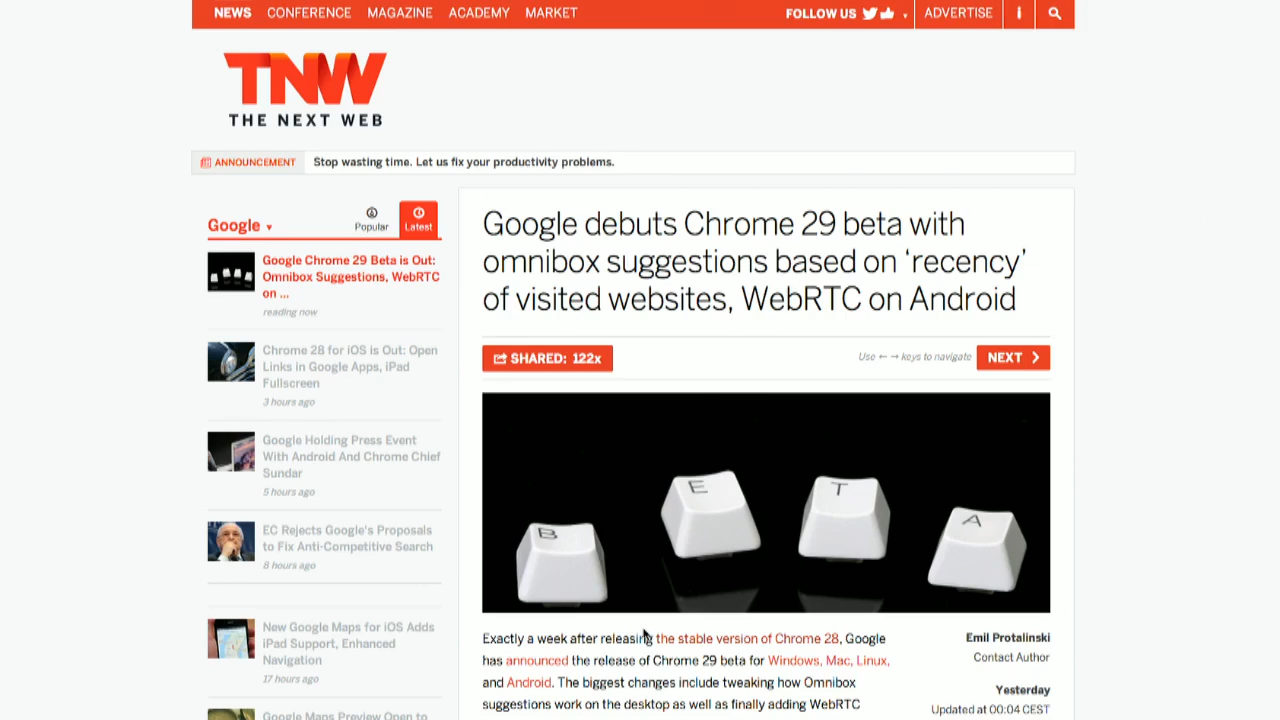 NEWS CONFERENCE MAGAZINE ACADEMY MARKET FOLLOW US ADVERTISE i
TNW
THE NEXT WEB
ANNOUNCEMENT Stop wasting time. Let us fix your productivity problems.
Google
Popular
Latest
Google Chrome 29 Beta is Out:
Omnibox Suggestions, WebRTC
on ...
reading now
Chrome 28 for iOS is Out: Open
Links in Google Apps, iPad
Fullscreen
3 hours ago
Google Holding Press Event
With Android And Chrome Chief
Sundar
5 hours ago
EC Rejects Google's Proposals
to Fix Anti-Competitive Search
8 hours ago
New Google Maps for iOS Adds
iPad Support, Enhanced
Navigation
17 hours ago
Google Maps Preview Open to
Google debuts Chrome 29 beta with
omnibox suggestions based on ‘recency’
of visited websites, WebRTC on Android
SHARED: 122x
Use ← → keys to navigate
NEXT
B E T A
Exactly a week after releasing the stable version of Chrome 28, Google
has announced the release of Chrome 29 beta for Windows, Mac, Linux,
and Android. The biggest changes include tweaking how Omnibox
suggestions work on the desktop as well as finally adding WebRTC
Emil Protalinski
Contact Author
Yesterday
Updated at 00:04 CEST